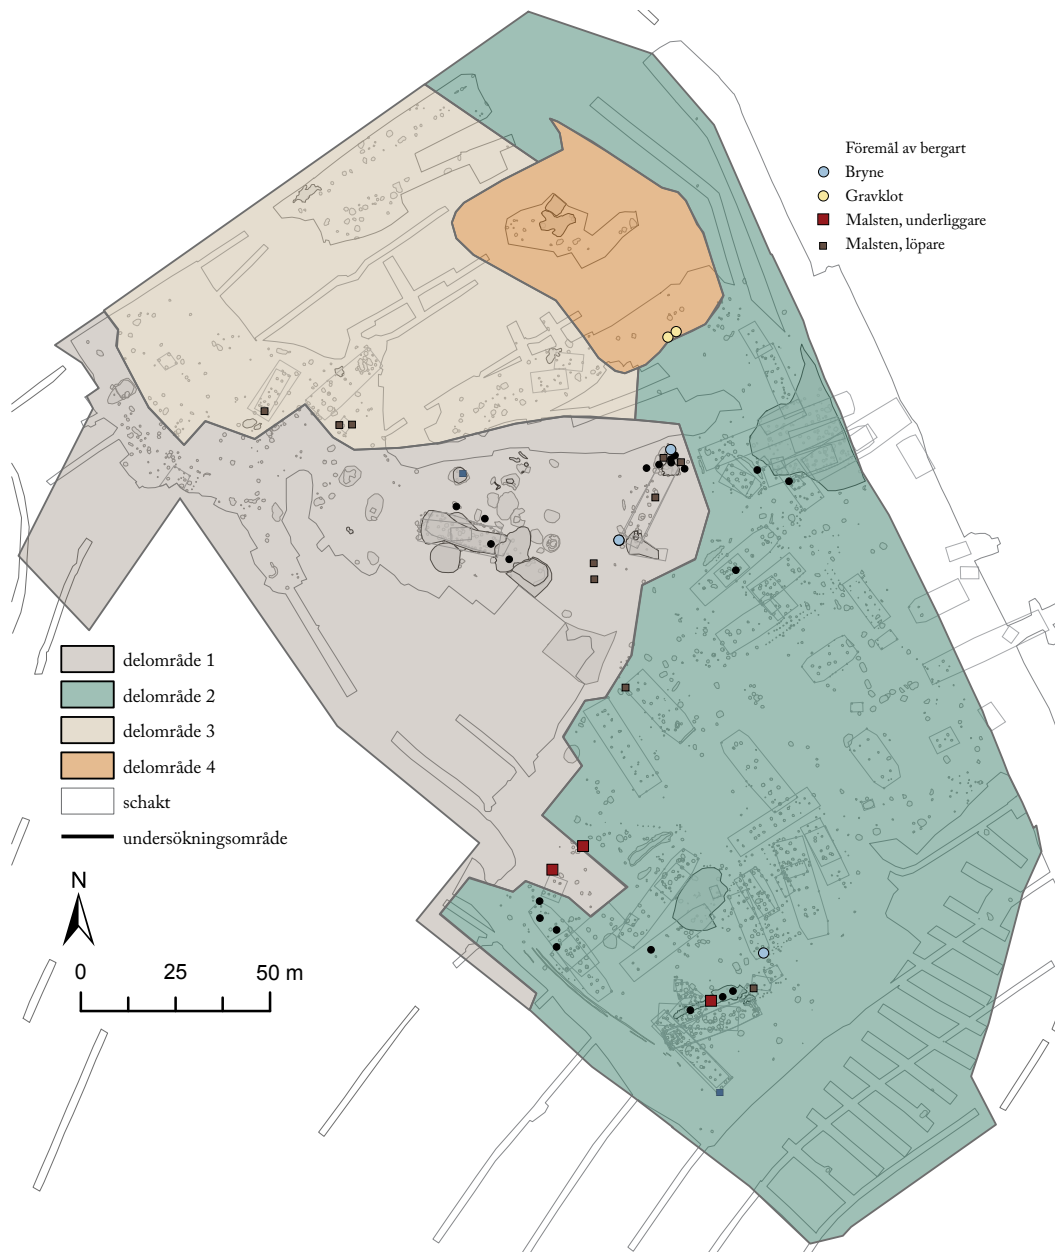 Föremål av bergart
Bryne
Gravklot
Malsten, underliggare
Malsten, löpare
delområde 1
delområde 2
delområde 3
delområde 4
schakt
undersökningsområde
N
0 25 50 m